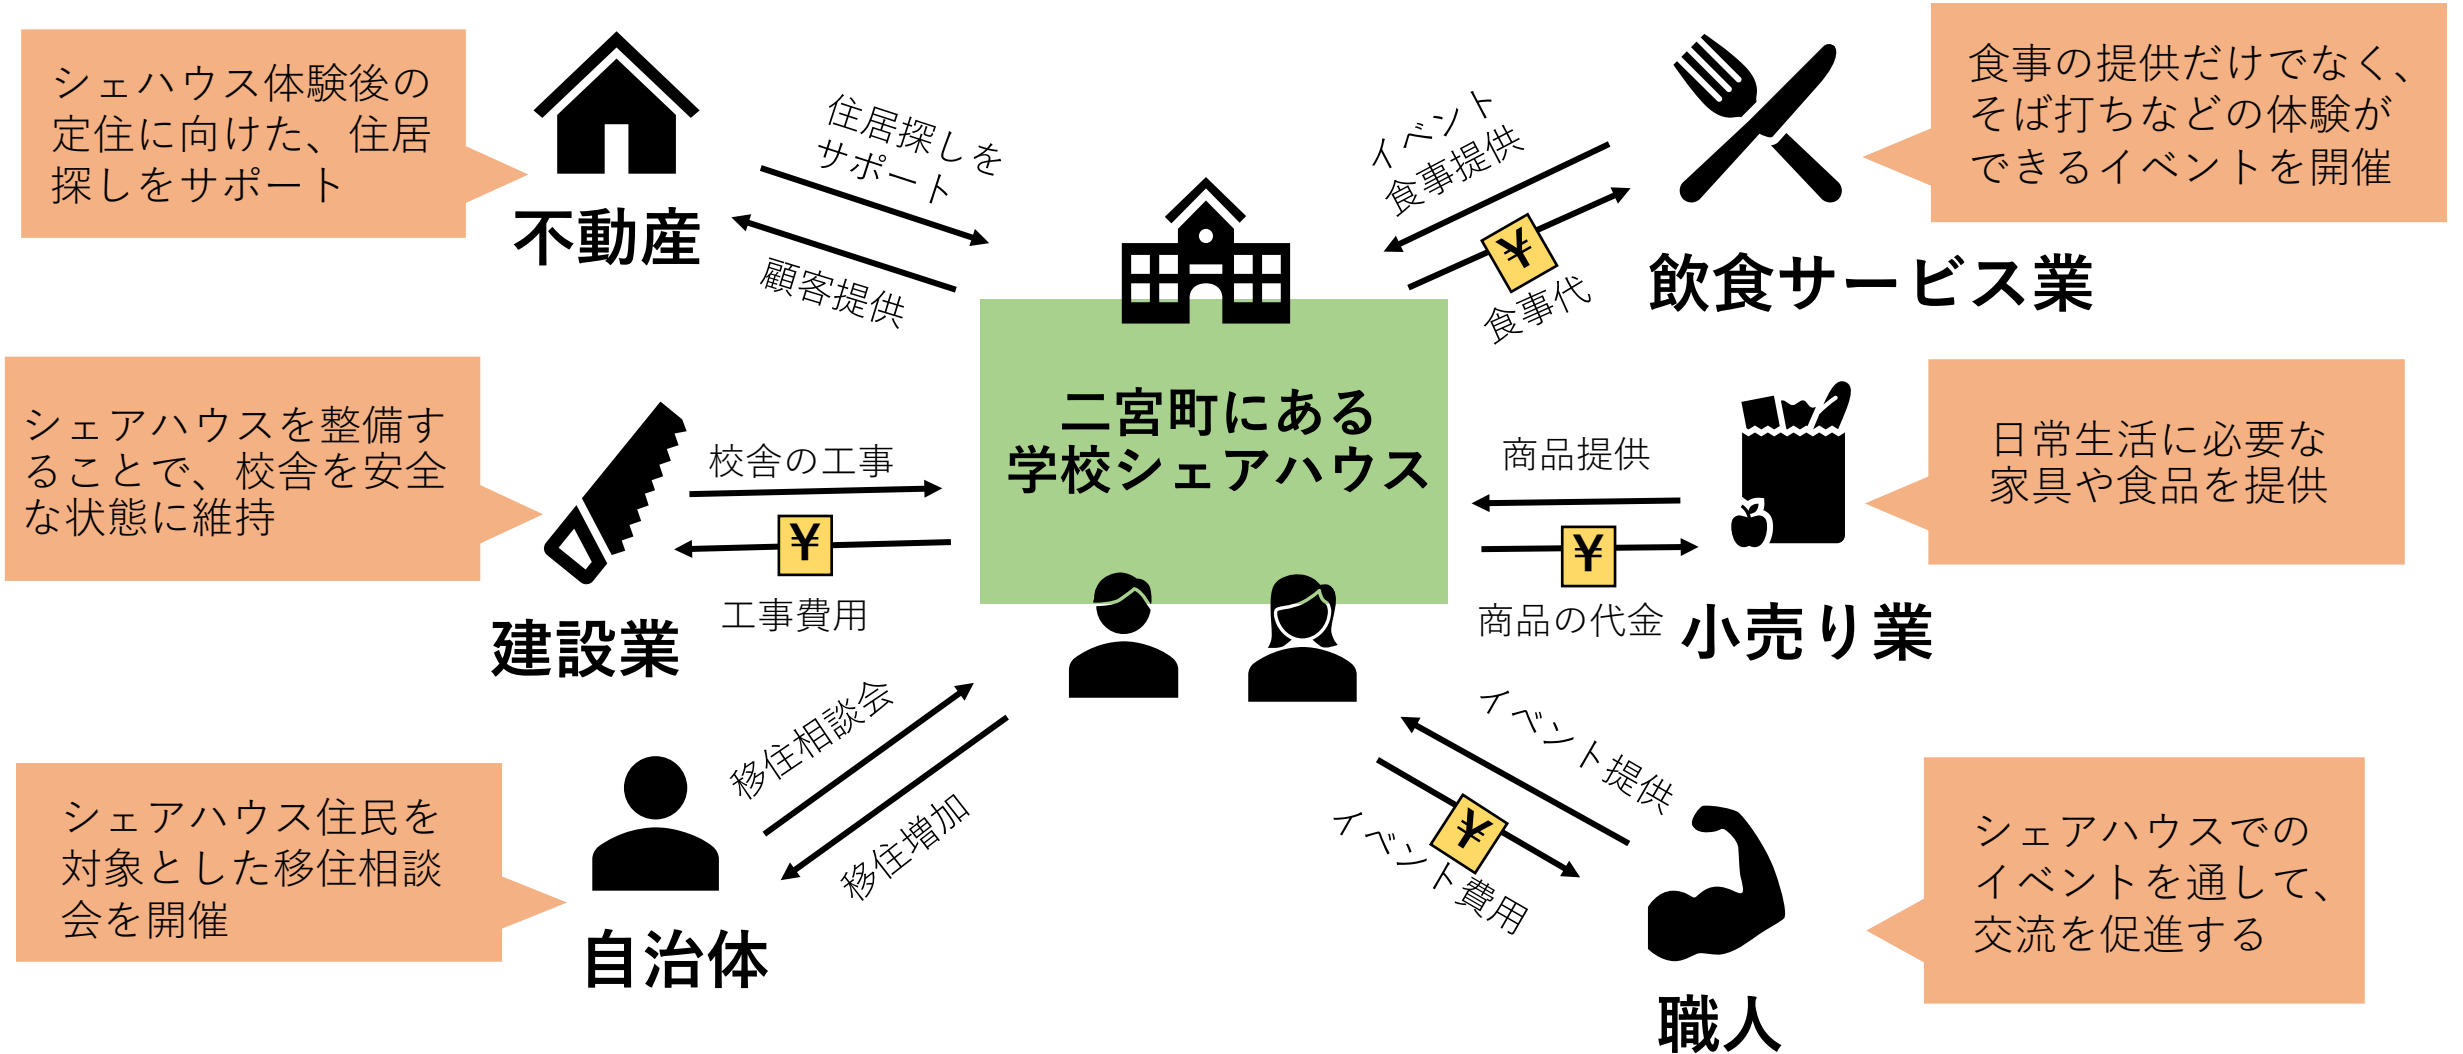 シェハウス体験後の
定住に向けた、住居
探しをサポート
不動産
住居探しを
サポート
顧客提供
イベント
食事提供
¥
食事代
飲食サービス業
食事の提供だけでなく、
そば打ちなどの体験が
できるイベントを開催
シェアハウスを整備す
ることで、校舎を安全
な状態に維持
建設業
校舎の工事
¥
工事費用
二宮町にある
学校シェアハウス
商品提供
¥
商品の代金
小売り業
日常生活に必要な
家具や食品を提供
シェアハウス住民を
対象とした移住相談
会を開催
自治体
移住相談会
移住増加
イベント提供
¥
イベント費用
職人
シェアハウスでの
イベントを通して、
交流を促進する